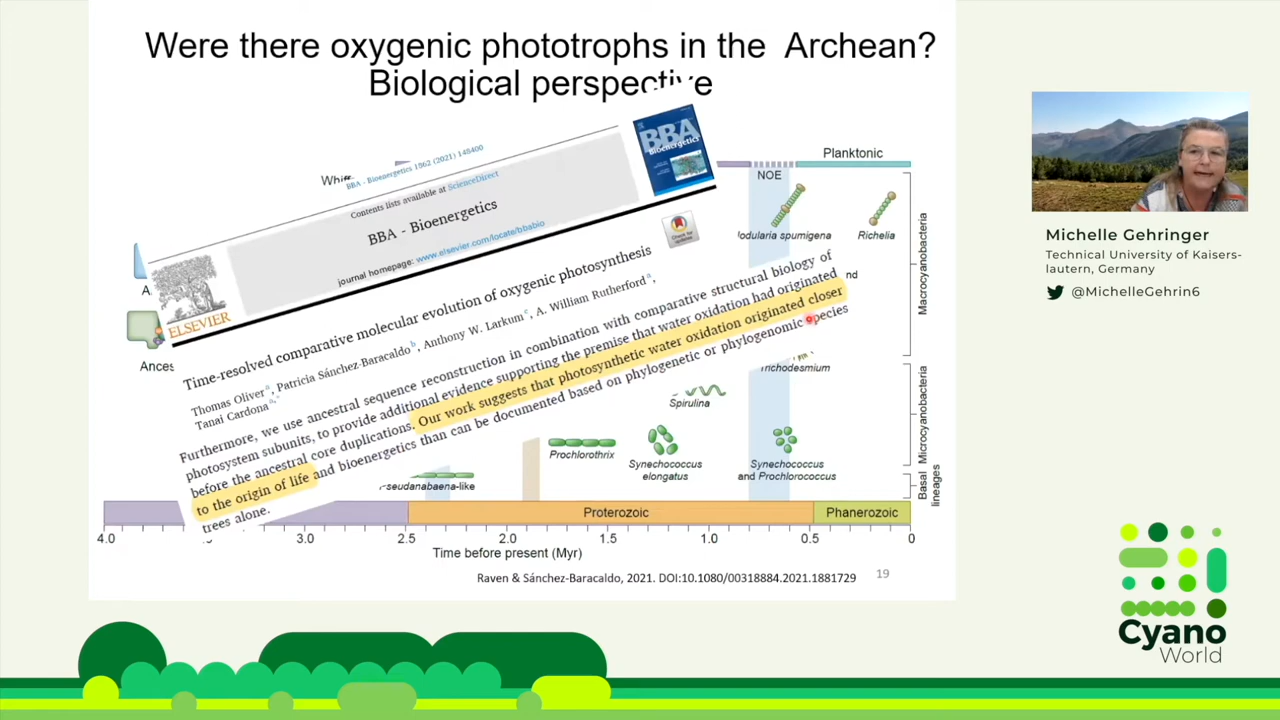 Were there oxygenic phototrophs in the Archean?
Biological perspective
BBA - Bioenergetics 1862 (2021) 148400
Contents lists available at ScienceDirect
BBA - Bioenergetics
journal homepage: www.elsevier.com/locate/bbabio
ELSEVIER
BBA
Bioenergetics
Check for
updates
Time-resolved comparative molecular evolution of oxygenic photosynthesis
Thomas Oliver a, Patricia Sánchez-Baracaldo b, Anthony W. Larkum c, A. William Rutherford a,
Tanai Cardona a,*
Furthermore, we use ancestral sequence reconstruction in combination with comparative structural biology of
photosystem subunits, to provide additional evidence supporting the premise that water oxidation had originated
before the ancestral core duplications. Our work suggests that photosynthetic water oxidation originated closer
to the origin of life and bioenergetics than can be documented based on phylogenetic or phylogenomic species
trees alone.
Planktonic
NOE
Richelia
spumigena
Macrocyanobacteria
Spirulina
Prochlorothrix
Synechococcus
elongatus
Synechococcus
and Prochlorococcus
Microcyanobacteria
Basal
lineages
Proterozoic
Phanerozoic
4.0
3.0
2.5
2.0
1.5
1.0
0.5
0
Time before present (Myr)
Raven & Sánchez-Baracaldo, 2021. DOI:10.1080/00318884.2021.1881729
19
Michelle Gehringer
Technical University of Kaisers-
lautern, Germany
@MichelleGehrin6
Cyano
World